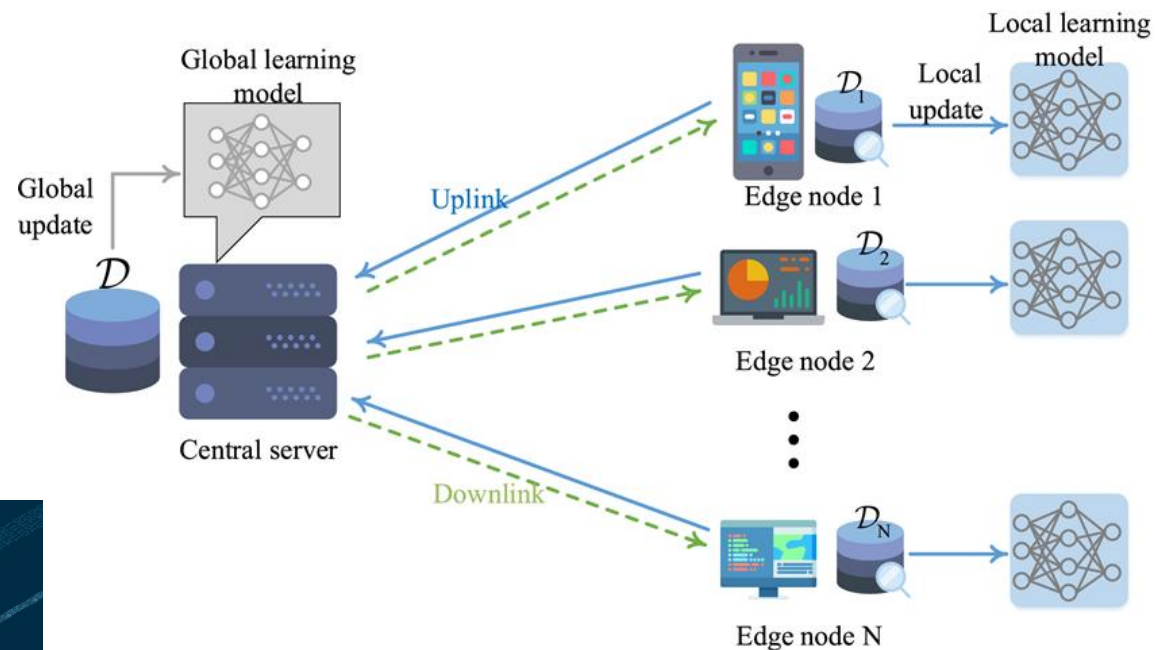 Global learning
model
Global
update
𝒟
Central server
Uplink
Downlink
𝒟1
Edge node 1
Local
update
Local learning
model
𝒟2
Edge node 2
𝒟N
Edge node N